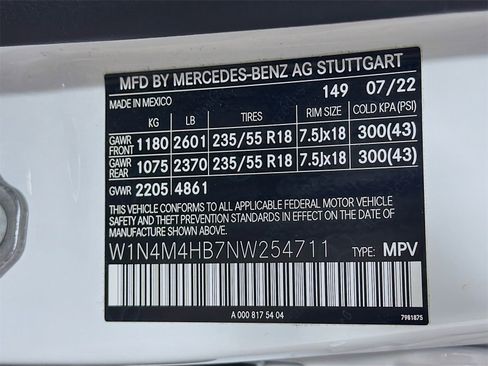 MFD BY MERCEDES-BENZ AG STUTTGART
149 07/22
MADE IN MEXICO
KG LB TIRES RIM SIZE COLD KPA(PSI)
GAWR FRONT 1180 2601 235/55 R18 7.5Jx18 300(43)
GAWR REAR 1075 2370 235/55 R18 7.5Jx18 300(43)
GVWR 2205 4861
THIS VEHICLE CONFORMS TO ALL APPLICABLE FEDERAL MOTOR VEHICLE
SAFETY AND THEFT PREVENTION STANDARDS IN EFFECT ON THE DATE OF
MANUFACTURE SHOWN ABOVE.
W1N4M4HB7NW254711 TYPE: MPV
A 000 817 54 04
7981875